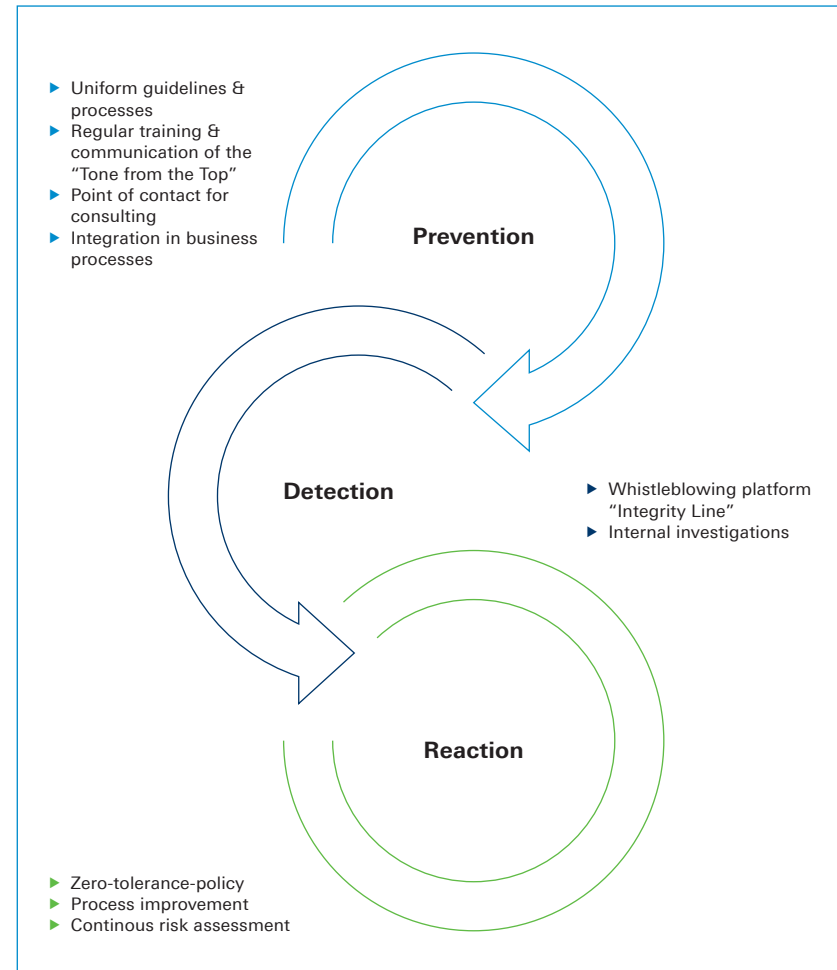 ▶ Uniform guidelines &
processes
▶ Regular training &
communication of the
“Tone from the Top”
▶ Point of contact for
consulting
▶ Integration in business
processes
Prevention
Detection
▶ Whistleblowing platform
“Integrity Line”
▶ Internal investigations
Reaction
▶ Zero-tolerance-policy
▶ Process improvement
▶ Continous risk assessment